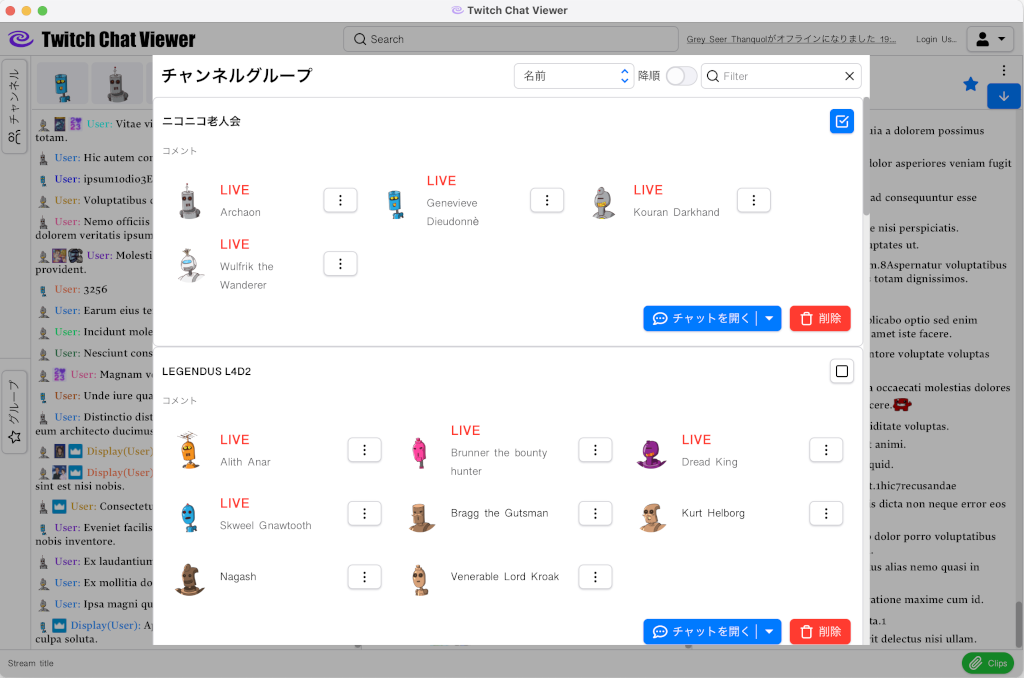 Twitch Chat Viewer
Twitch Chat Viewer
Search
Grey Seer Thanquolがオフラインになりました 19:...
Login Us...
チャンネル
グループ
チャンネルグループ
名前
降順
Filter
User: Vitae vi
totam.
User: Hic autem con
User: ipsum1odio3E
User: Voluptatibus c
User: Nemo officiis
dolorem veritatis ipsum
User: Molesti
provident.
User: 3256
User: Earum eius te
User: Incidunt mole
User: Nesciunt cons
User: Magnam v
User: Unde iure qua
User: Distinctio dist
eum architecto ducimus
Display(User):
Display(User):
sint est nisi nobis.
User: Consectetu
User: Eveniet facilis
nobis inventore.
User: Ex laudantium
User: Ex mollitia do
User: Ipsa magni qu
Display(User): Ap
culpa soluta.
ニコニコ老人会
コメント
LIVE
Archaon
LIVE
Genevieve
Dieudonnê
LIVE
Kouran Darkhand
LIVE
Wulfrik the
Wanderer
チャットを開く
削除
LEGENDUS L4D2
コメント
LIVE
Alith Anar
LIVE
Brunner the bounty
hunter
LIVE
Dread King
LIVE
Skweel Gnawtooth
Bragg the Gutsman
Kurt Helborg
Nagash
Venerable Lord Kroak
チャットを開く
削除
iia a dolorem possimus
lolor asperiores veniam fugit
ad consequuntur esse
e nisi perspiciatis.
uptates ut.
m.8Aspernatur voluptatibus
totam dignissimos.
plicabo optio sed enim
amet iste facere.
ntore voluptate voluptas
a occaecati molestias dolores
cere.
iditate voluptas.
t animi.
quid.
t.1hic7recusandae
s dicta non neque error eos
dolor porro voluptatibus
us alias nemo quasi in
ratione maxime cum id.
ta.1
it delectus nisi ullam.
Stream title
Clips